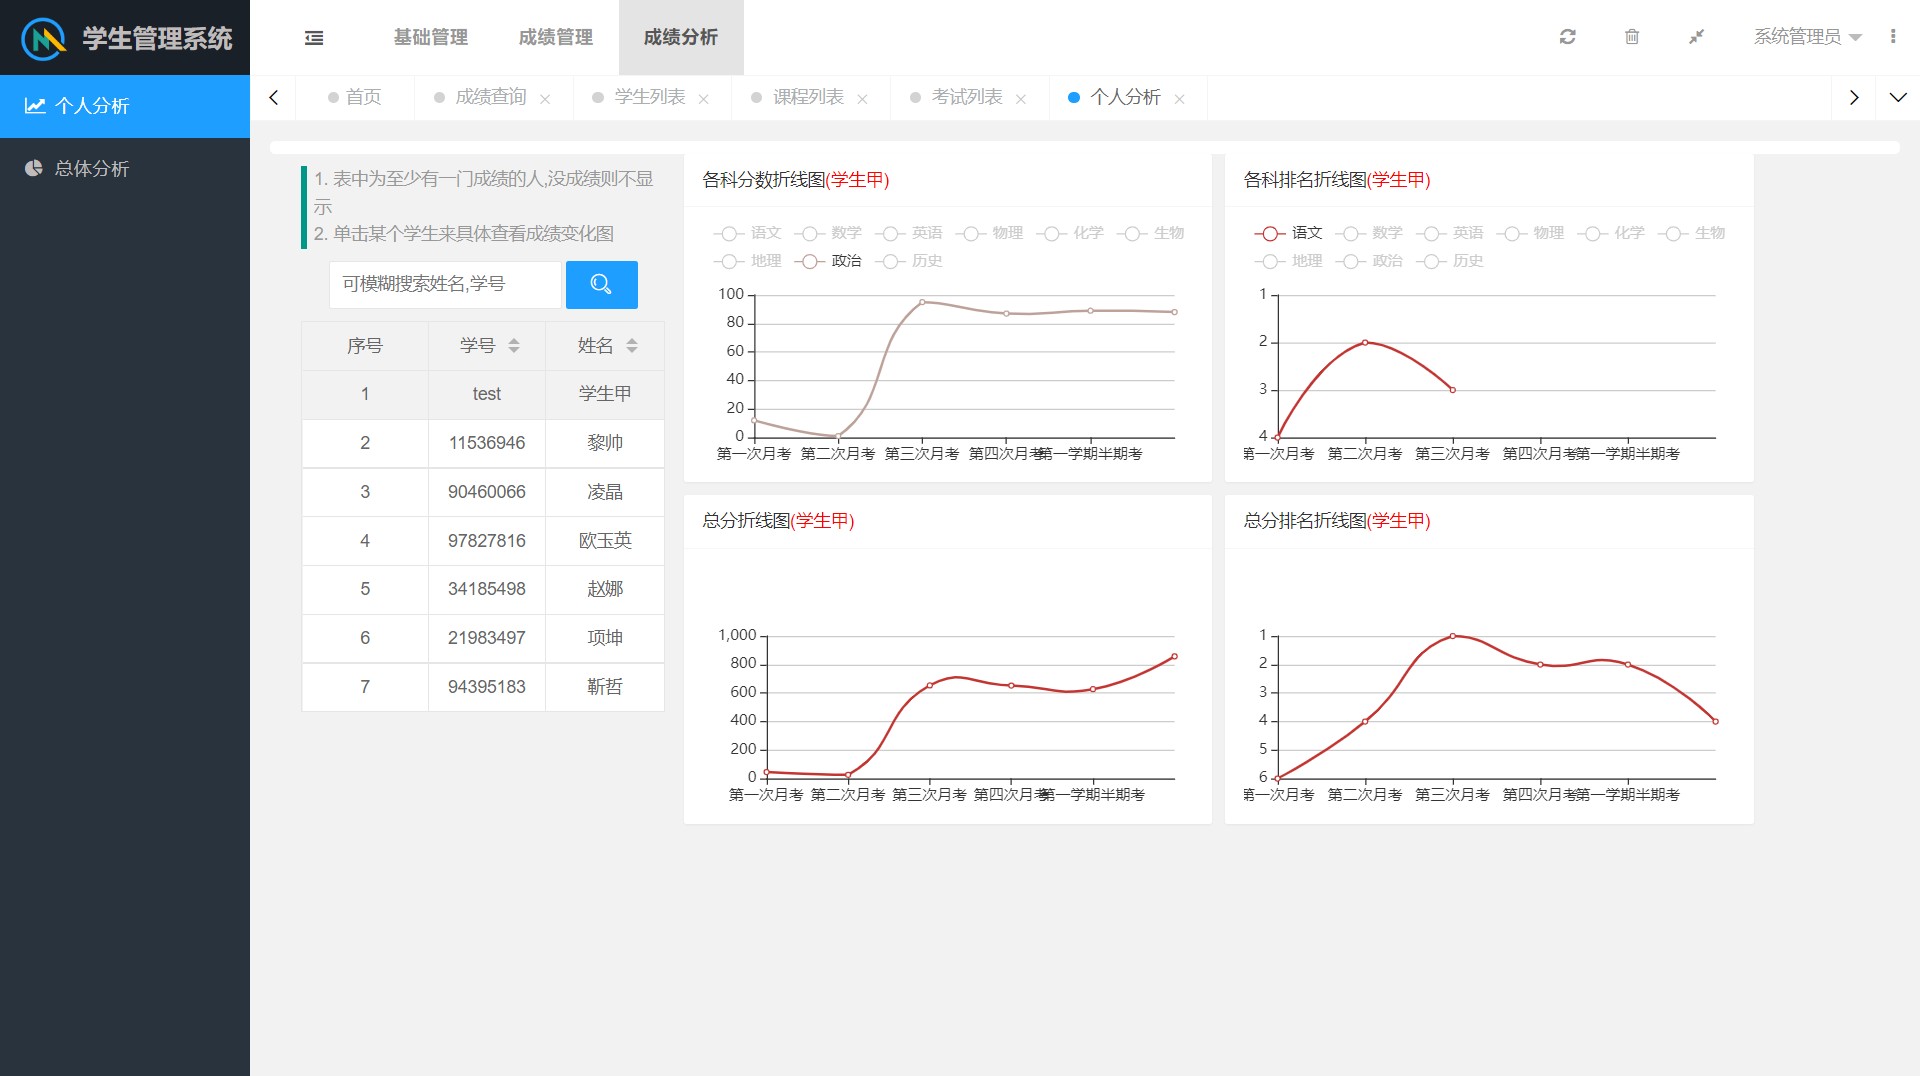 学生管理系统
基础管理
成绩管理
成绩分析
系统管理员
个人分析
总体分析
首页
成绩查询
学生列表
课程列表
考试列表
个人分析
1. 表中为至少有一门成绩的人,没成绩则不显
示
2. 单击某个学生来具体查看成绩变化图
可模糊搜索姓名,学号
序号 学号 姓名
1 test 学生甲
2 11536946 黎帅
3 90460066 凌晶
4 97827816 欧玉英
5 34185498 赵娜
6 21983497 项坤
7 94395183 靳哲
各科分数折线图(学生甲)
语文 数学 英语 物理 化学 生物
地理 政治 历史
100
80
60
40
20
0
第一次月考 第二次月考 第三次月考 第四次月考 第一学期半期考
各科排名折线图(学生甲)
语文 数学 英语 物理 化学 生物
地理 政治 历史
1
2
3
4
第一次月考 第二次月考 第三次月考 第四次月考 第一学期半期考
总分折线图(学生甲)
1,000
800
600
400
200
0
第一次月考 第二次月考 第三次月考 第四次月考 第一学期半期考
总分排名折线图(学生甲)
1
2
3
4
5
6
第一次月考 第二次月考 第三次月考 第四次月考 第一学期半期考